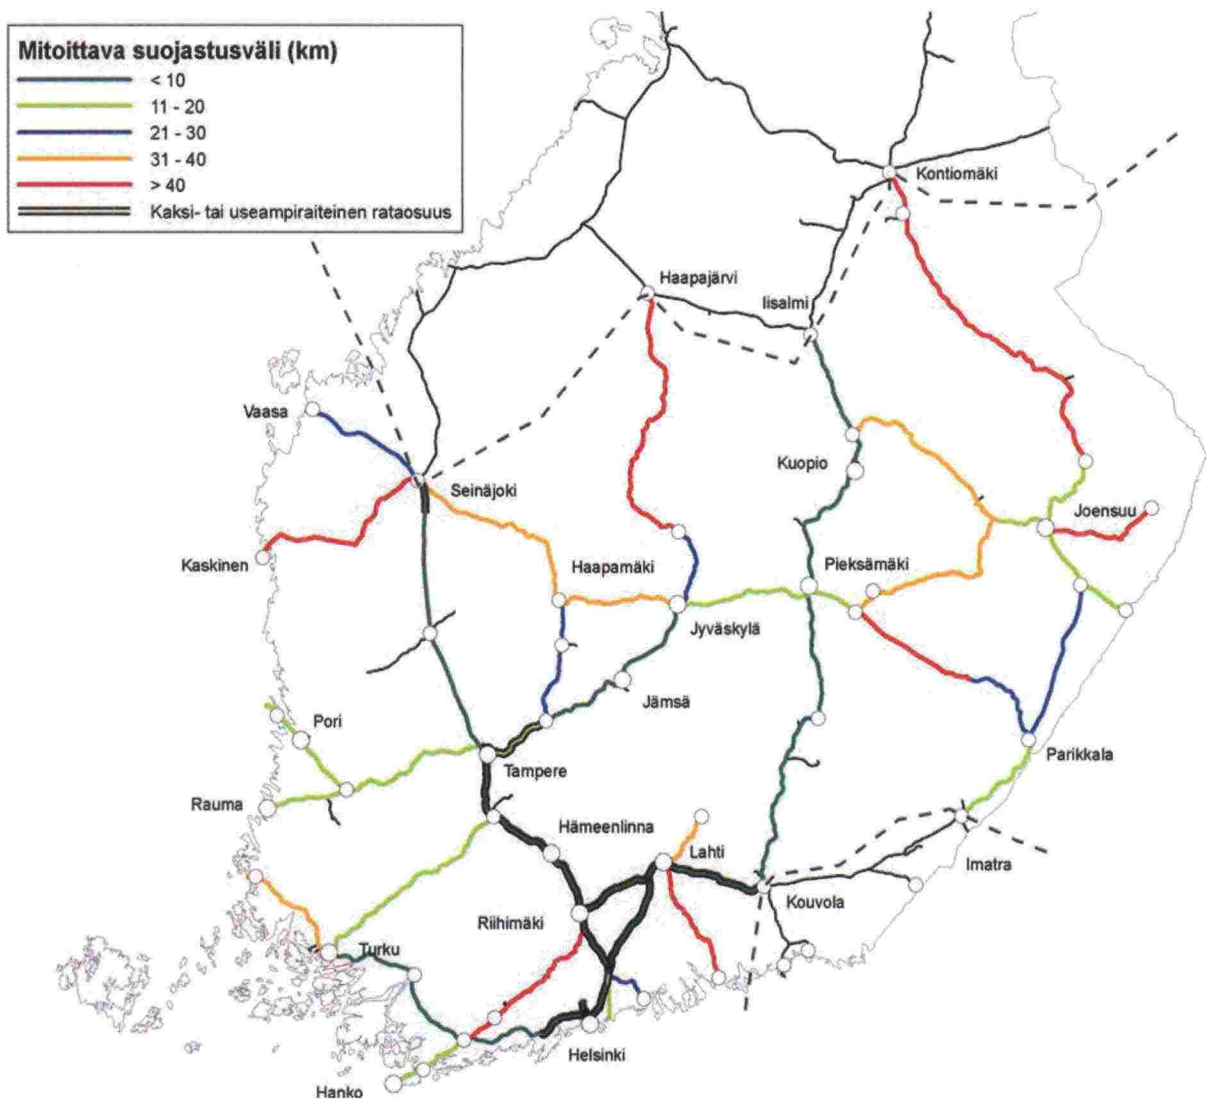 Mitoittava suojastusväli (km)
< 10
11 - 20
21 - 30
31 - 40
> 40
Kaksi- tai useampiraiteinen rataosuus
Kontiomäki
Haapajärvi
Iisalmi
Vaasa
Kuopio
Seinäjoki
Joensuu
Kaskinen
Haapamäki
Pieksämäki
Jyväskylä
Jämsä
Pori
Parikkala
Tampere
Rauma
Hämeenlinna
Lahti
Imatra
Kouvola
Riihimäki
Turku
Helsinki
Hanko